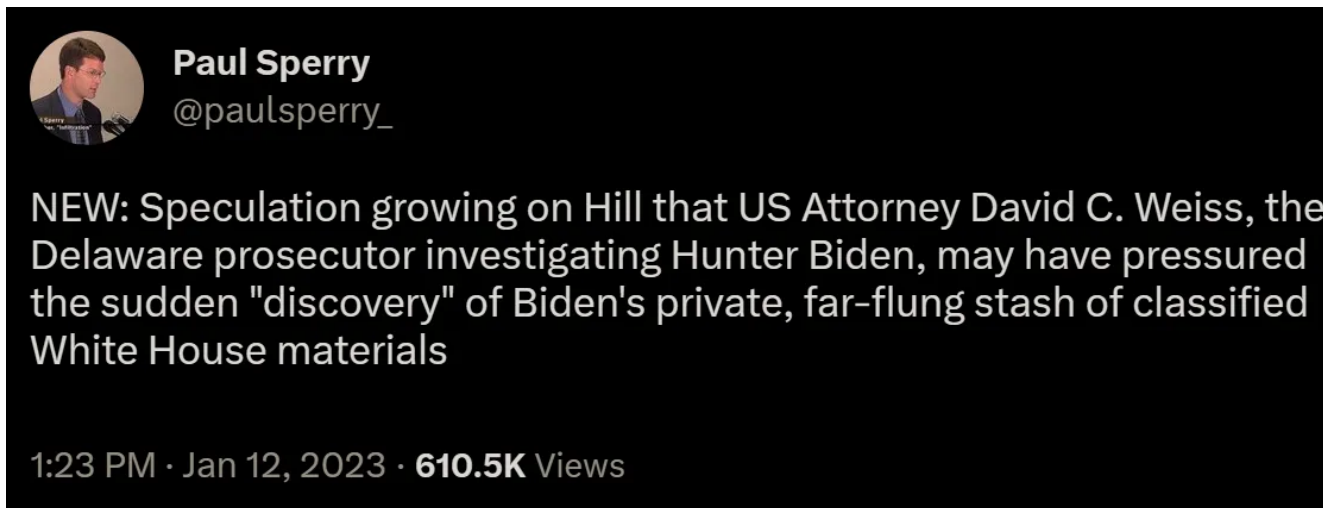 Paul Sperry
@paulsperry_
NEW: Speculation growing on Hill that US Attorney David C. Weiss, the
Delaware prosecutor investigating Hunter Biden, may have pressured
the sudden "discovery" of Biden's private, far-flung stash of classified
White House materials
1:23 PM · Jan 12, 2023 · 610.5K Views